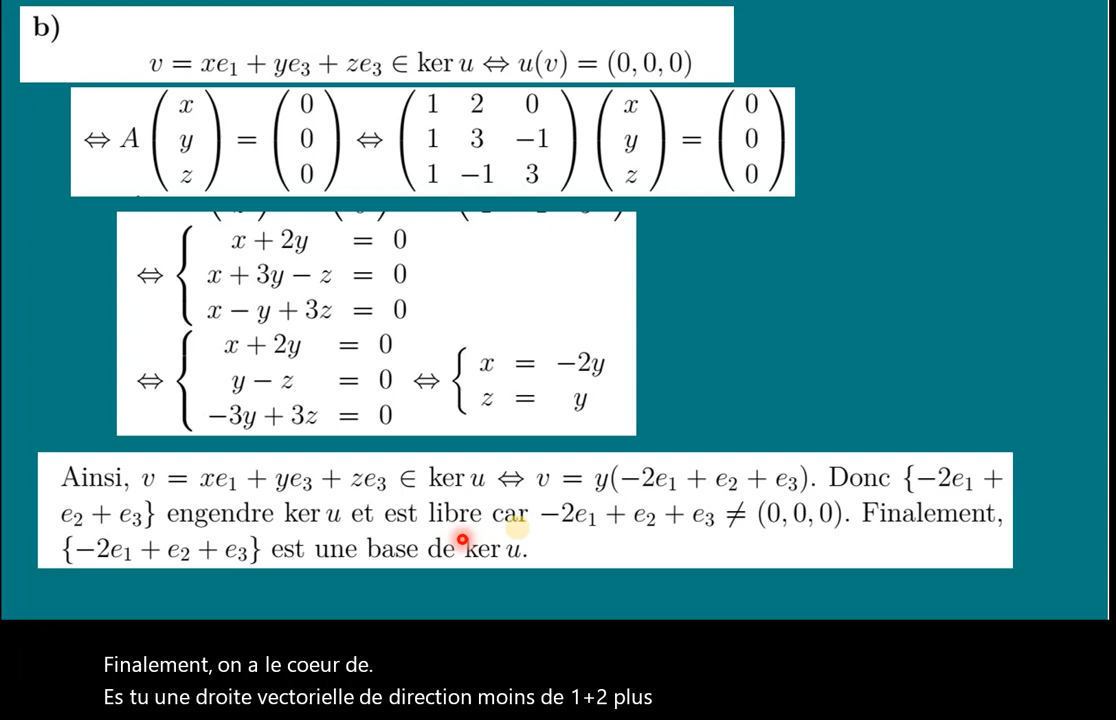 b)
v = xe₁ + ye₃ + ze₃ ∈ ker u ⇔ u(v) = (0, 0, 0)
⇔ A ( x y z ) = ( 0 0 0 ) ⇔ ( 1 2 0 ; 1 3 −1 ; 1 −1 3 ) ( x y z ) = ( 0 0 0 )
⇔ { x + 2y = 0
x + 3y − z = 0
x − y + 3z = 0
⇔ { x + 2y = 0
y − z = 0
−3y + 3z = 0
⇔ { x = −2y
z = y
Ainsi, v = xe₁ + ye₃ + ze₃ ∈ ker u ⇔ v = y(−2e₁ + e₂ + e₃). Donc {−2e₁ +
e₂ + e₃} engendre ker u et est libre car −2e₁ + e₂ + e₃ ≠ (0, 0, 0). Finalement,
{−2e₁ + e₂ + e₃} est une base de ker u.
Finalement, on a le coeur de.
Es tu une droite vectorielle de direction moins de 1+2 plus